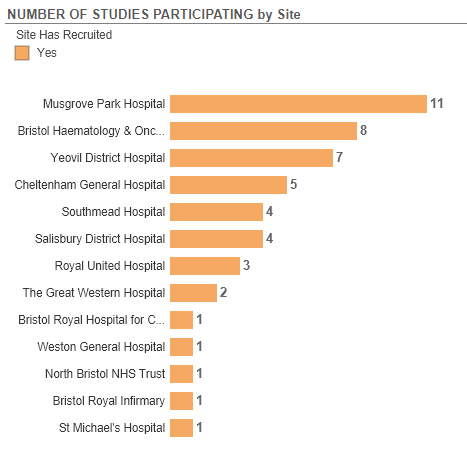 NUMBER OF STUDIES PARTICIPATING by Site
Site Has Recruited
Yes
Musgrove Park Hospital 11
Bristol Haematology & Onc... 8
Yeovil District Hospital 7
Cheltenham General Hospital 5
Southmead Hospital 4
Salisbury District Hospital 4
Royal United Hospital 3
The Great Western Hospital 2
Bristol Royal Hospital for C... 1
Weston General Hospital 1
North Bristol NHS Trust 1
Bristol Royal Infirmary 1
St Michael's Hospital 1